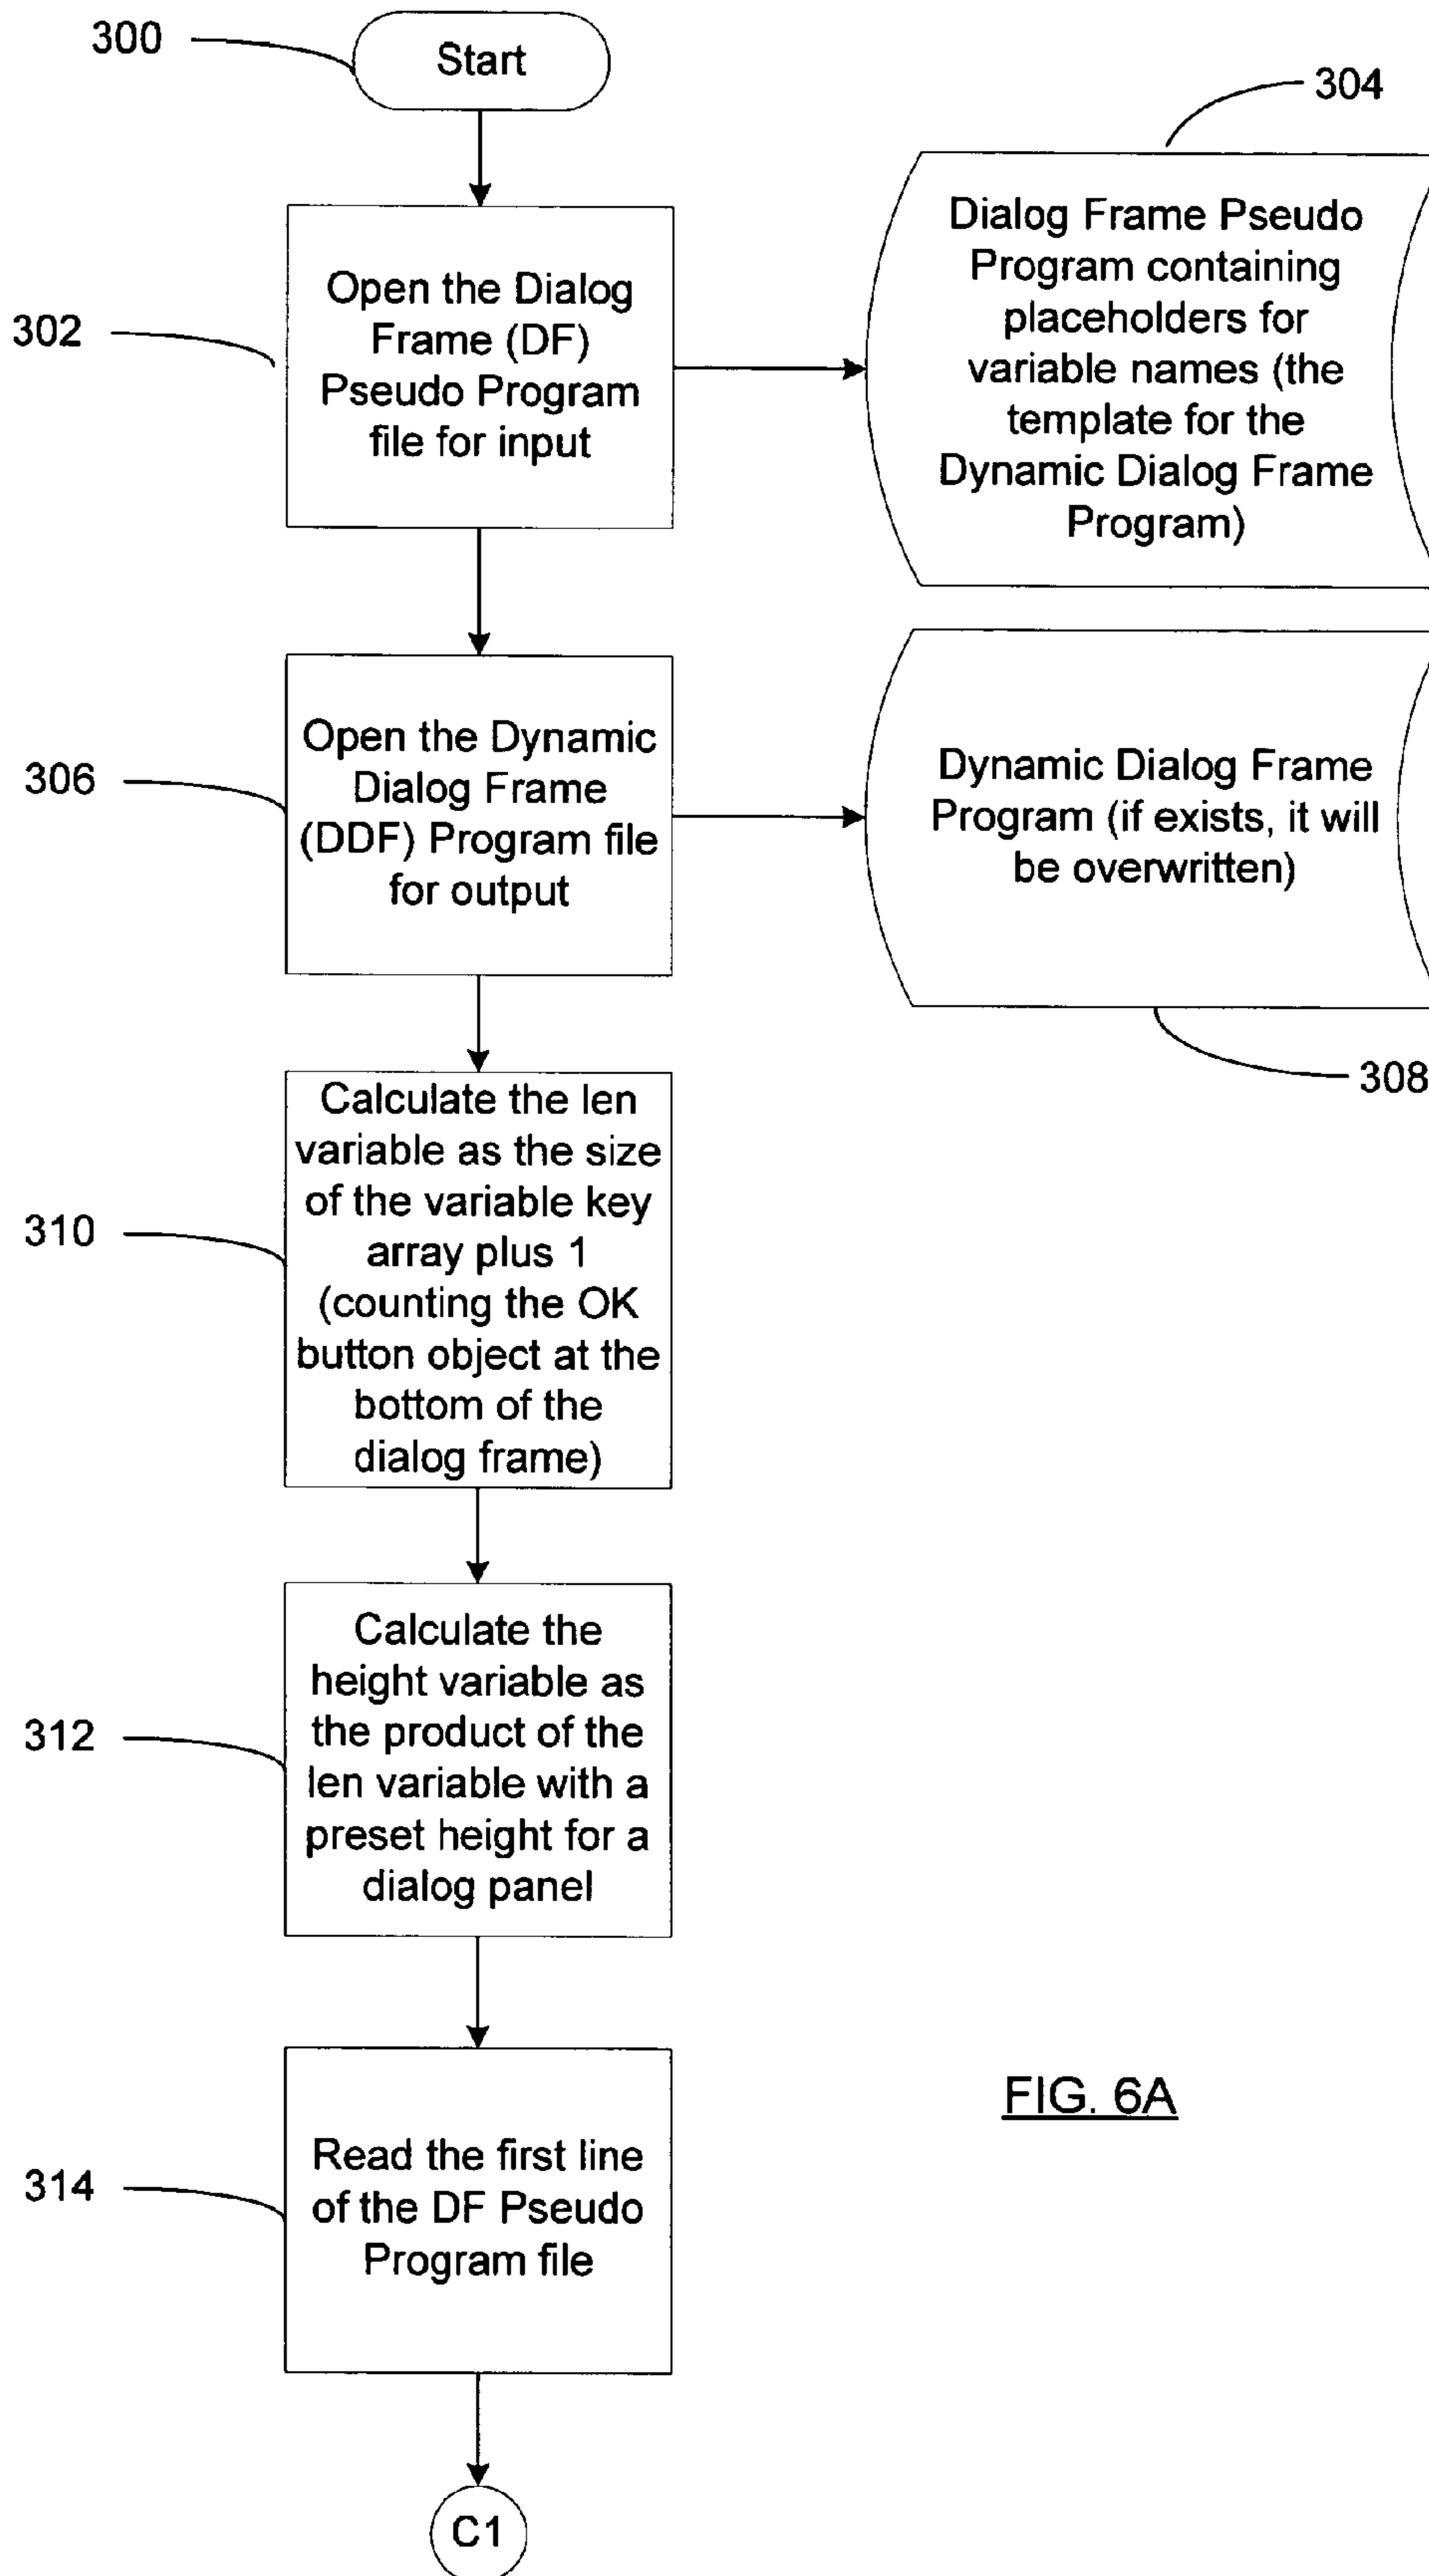 300
Start
304
Dialog Frame Pseudo
Program containing
placeholders for
variable names (the
template for the
Dynamic Dialog Frame
Program)
302
Open the Dialog
Frame (DF)
Pseudo Program
file for input
306
Open the Dynamic
Dialog Frame
(DDF) Program file
for output
Dynamic Dialog Frame
Program (if exists, it will
be overwritten)
308
310
Calculate the len
variable as the size
of the variable key
array plus 1
(counting the OK
button object at the
bottom of the
dialog frame)
312
Calculate the
height variable as
the product of the
len variable with a
preset height for a
dialog panel
314
Read the first line
of the DF Pseudo
Program file
FIG. 6A
C1